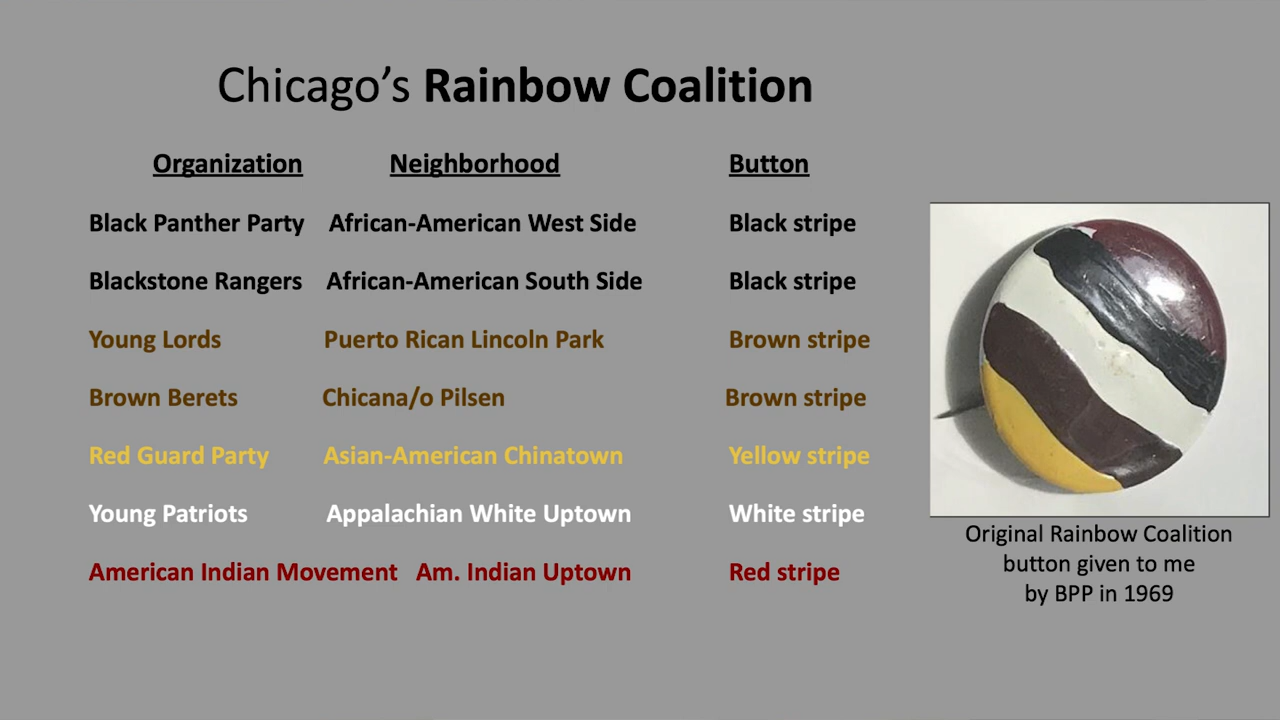 Chicago’s Rainbow Coalition
Organization Neighborhood Button
Black Panther Party African-American West Side Black stripe
Blackstone Rangers African-American South Side Black stripe
Young Lords Puerto Rican Lincoln Park Brown stripe
Brown Berets Chicana/o Pilsen Brown stripe
Red Guard Party Asian-American Chinatown Yellow stripe
Young Patriots Appalachian White Uptown White stripe
American Indian Movement Am. Indian Uptown Red stripe
Original Rainbow Coalition
button given to me
by BPP in 1969